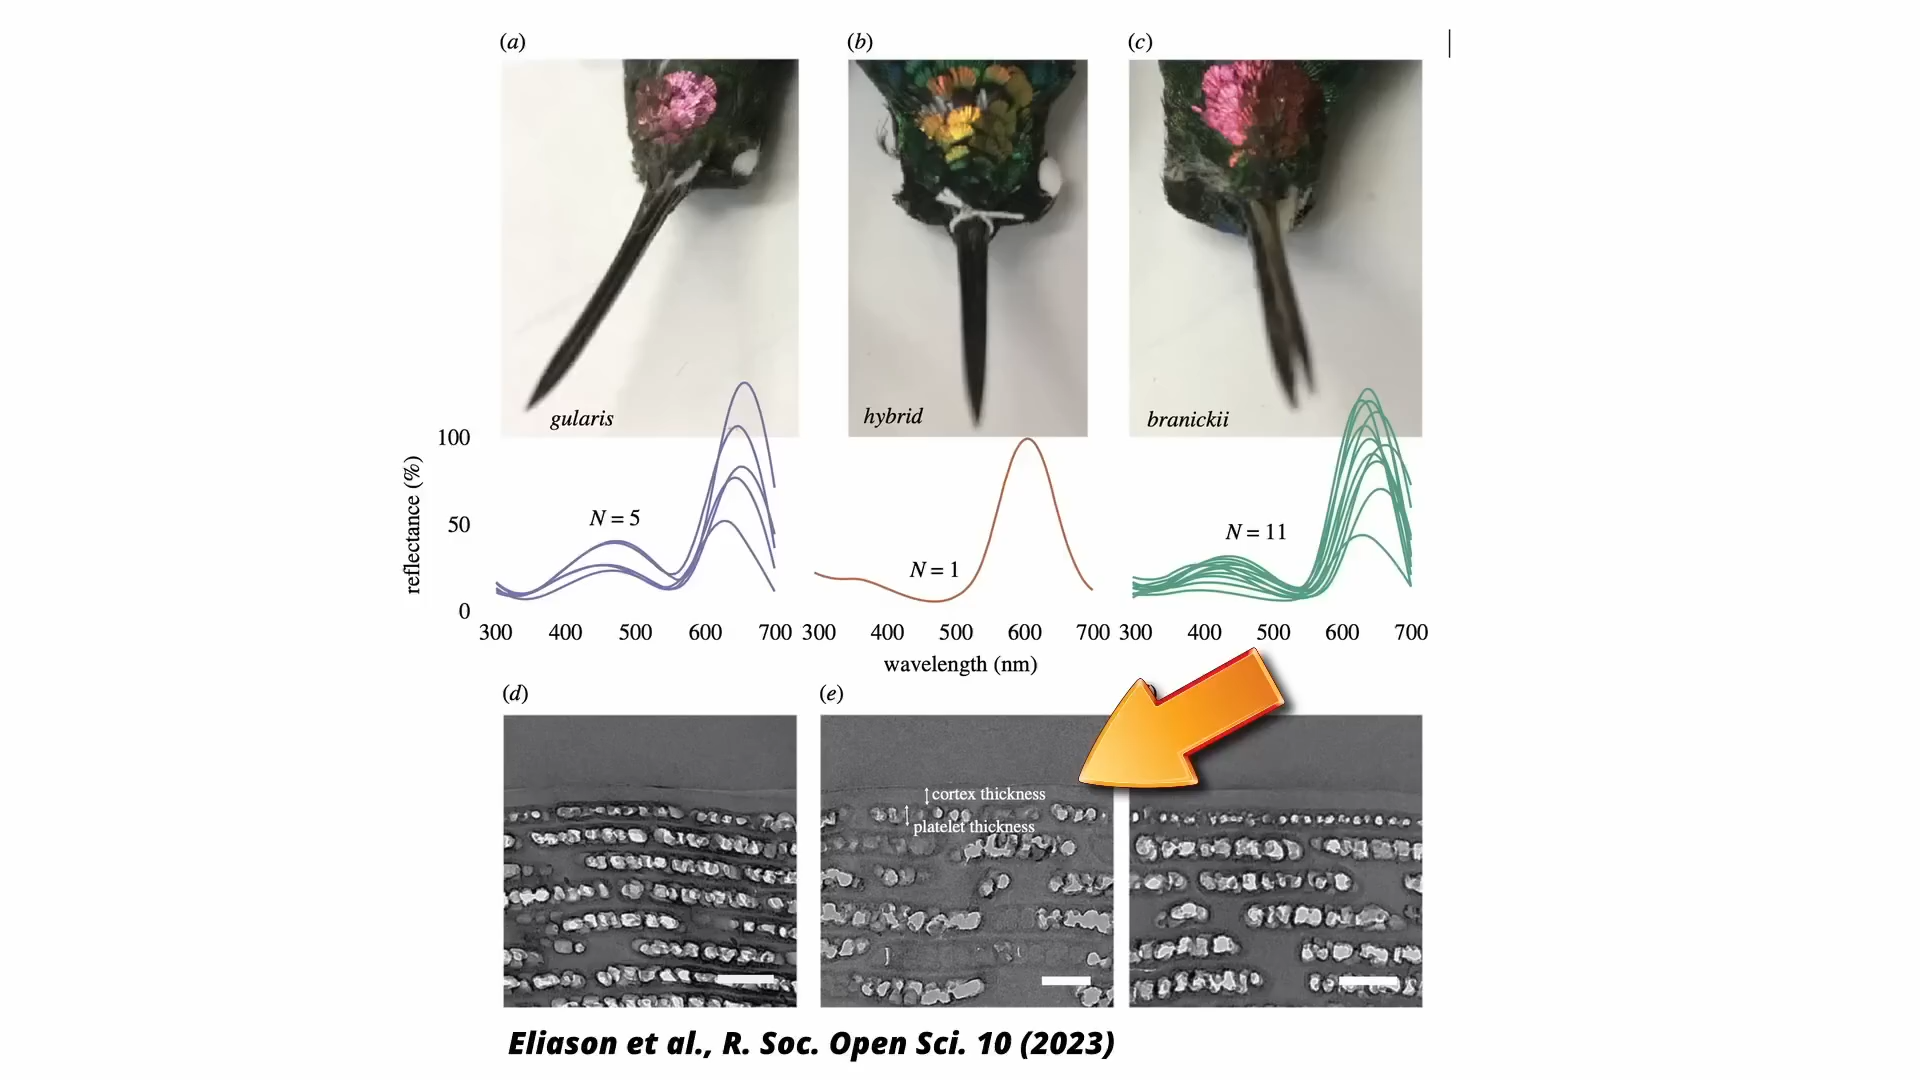 (a)
(b)
(c)
gularis
hybrid
branickii
reflectance (%)
100
50
0
N = 5
N = 1
N = 11
300 400 500 600 700 300 400 500 600 700 300 400 500 600 700
wavelength (nm)
(d)
(e)
cortex thickness
platelet thickness
Eliason et al., R. Soc. Open Sci. 10 (2023)